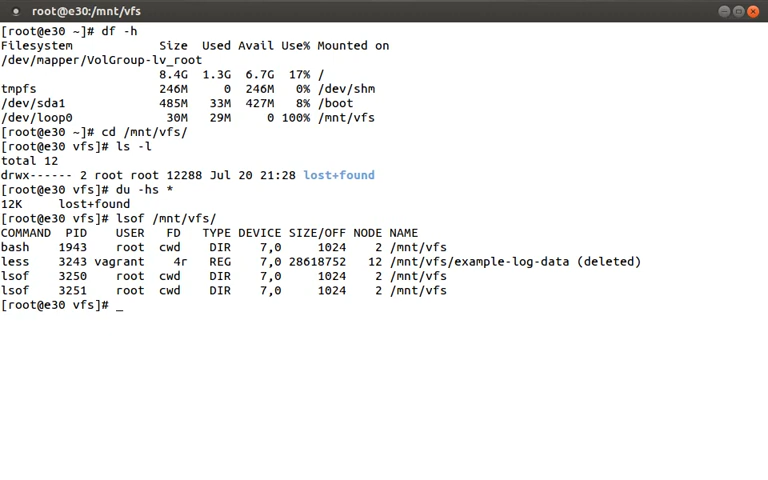 root@e30:/mnt/vfs
[root@e30 ~]# df -h
Filesystem            Size  Used Avail Use% Mounted on
/dev/mapper/VolGroup-lv_root
                      8.4G  1.3G  6.7G  17% /
tmpfs                 246M     0  246M   0% /dev/shm
/dev/sda1             485M   33M  427M   8% /boot
/dev/loop0             30M   29M     0 100% /mnt/vfs
[root@e30 ~]# cd /mnt/vfs/
[root@e30 vfs]# ls -l
total 12
drwx------ 2 root root 12288 Jul 20 21:28 lost+found
[root@e30 vfs]# du -hs *
12K     lost+found
[root@e30 vfs]# lsof /mnt/vfs/
COMMAND  PID    USER   FD   TYPE DEVICE SIZE/OFF NODE NAME
bash    1943    root  cwd    DIR    7,0     1024    2 /mnt/vfs
less    3243 vagrant    4r   REG    7,0 28618752   12 /mnt/vfs/example-log-data (deleted)
lsof    3250    root  cwd    DIR    7,0     1024    2 /mnt/vfs
lsof    3251    root  cwd    DIR    7,0     1024    2 /mnt/vfs
[root@e30 vfs]# _